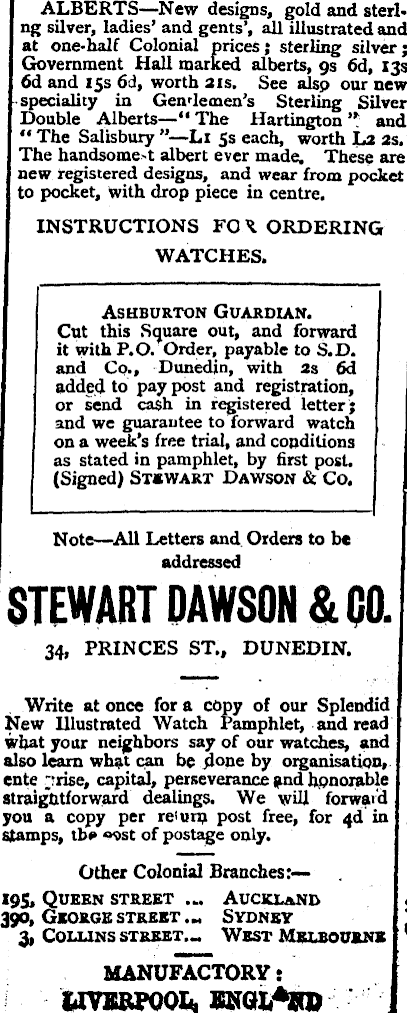 ALBERTS—New designs, gold and sterl-
ng silver, ladies' and gents', all illustrated and
at one-half Colonial prices; sterling silver;
Government Hall marked alberts, 9s 6d, 13s
6d and 15s 6d, worth 21s. See also our new
speciality in Gentlemen's Sterling Silver
Double Alberts—"The Hartington" and
"The Salisbury"—L1 5s each, worth L2 2s.
The handsomest albert ever made. These are
new registered designs, and wear from pocket
to pocket, with drop piece in centre.
INSTRUCTIONS FOR ORDERING
WATCHES.
ASHBURTON GUARDIAN.
Cut this Square out, and forward
it with P.O. Order, payable to S.D.
and Co., Dunedin, with 2s 6d
added to pay post and registration,
or send cash in registered letter;
and we guarautee to forward watch
on a week's free trial, and conditions
as stated in pamphlet, by first post.
(Signed) STEWART DAWSON & CO.
Note—All Letters and Orders to be
addressed
STEWART DAWSON & CO.
34, PRINCES ST., DUNEDIN.
Write at once for a copy of our Splendid
New Illustrated Watch Pamphlet, and read
what your neighbors say of our watches, and
also learn what can be done by organisation,
enterprise, capital, perseverance and honorable
straightforward dealings. We will forward
you a copy per return post free, for 4d in
stamps, the cost of postage only.
Other Colonial Branches:—
195, QUEEN STREET ... AUCKLAND
390, GEORGE STREET... SYDNEY
3, COLLINS STREET... WEST MELBOURNE
MANUFACTORY:
LIVERPOOL, ENGLAND